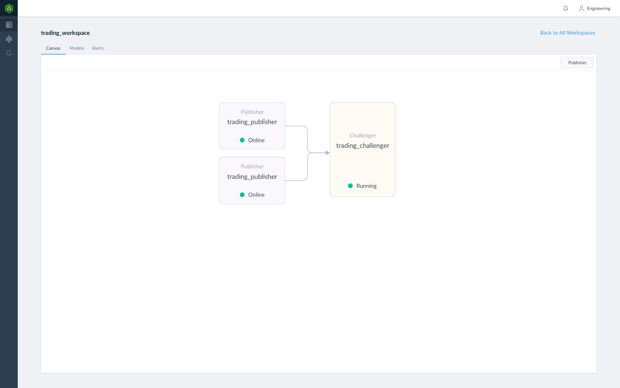 Engineering
trading_workspace
Back to All Workspaces
Canvas
Models
Alerts
Publisher
Publisher
trading_publisher
Online
Challenger
trading_challenger
Running
Publisher
trading_publisher
Online